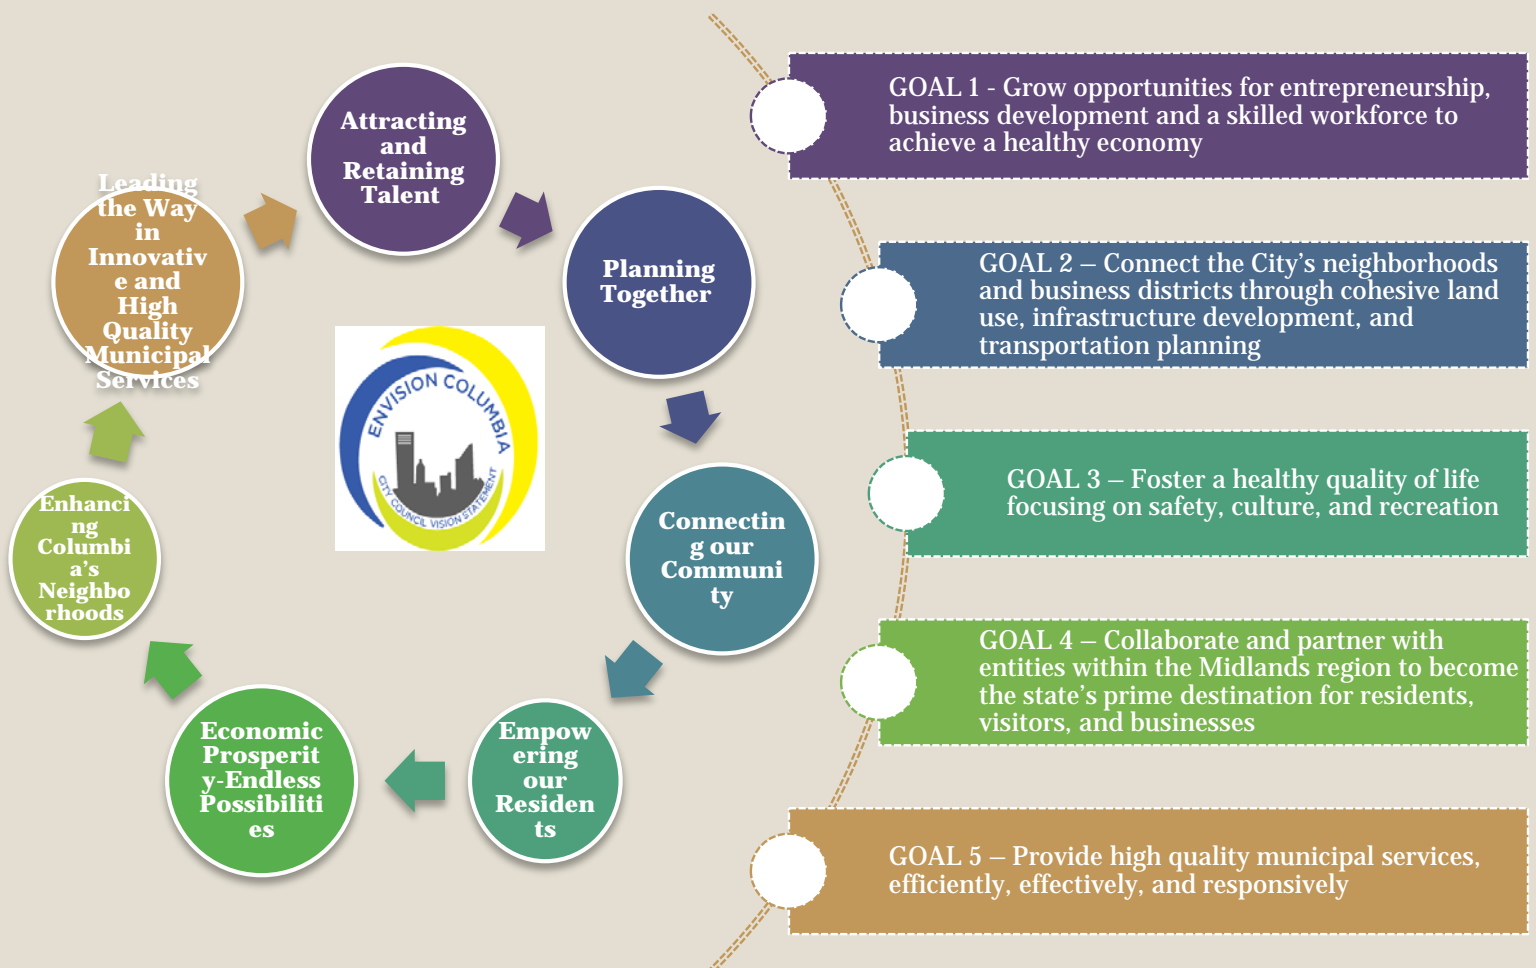 Attracting
and
Retaining
Talent
Planning
Together
Connectin
g our
Communi
ty
Empow
ering
our
Residen
ts
Economic
Prosperit
y-Endless
Possibiliti
es
Enhanci
ng
Columbi
a’s
Neighbo
rhoods
Leading
the Way
in
Innovativ
e and
High
Quality
Municipal
Services
ENVISION COLUMBIA
CITY COUNCIL VISION STATEMENT
GOAL 1 - Grow opportunities for entrepreneurship,
business development and a skilled workforce to
achieve a healthy economy
GOAL 2 – Connect the City’s neighborhoods
and business districts through cohesive land
use, infrastructure development, and
transportation planning
GOAL 3 – Foster a healthy quality of life
focusing on safety, culture, and recreation
GOAL 4 – Collaborate and partner with
entities within the Midlands region to become
the state’s prime destination for residents,
visitors, and businesses
GOAL 5 – Provide high quality municipal services,
efficiently, effectively, and responsively